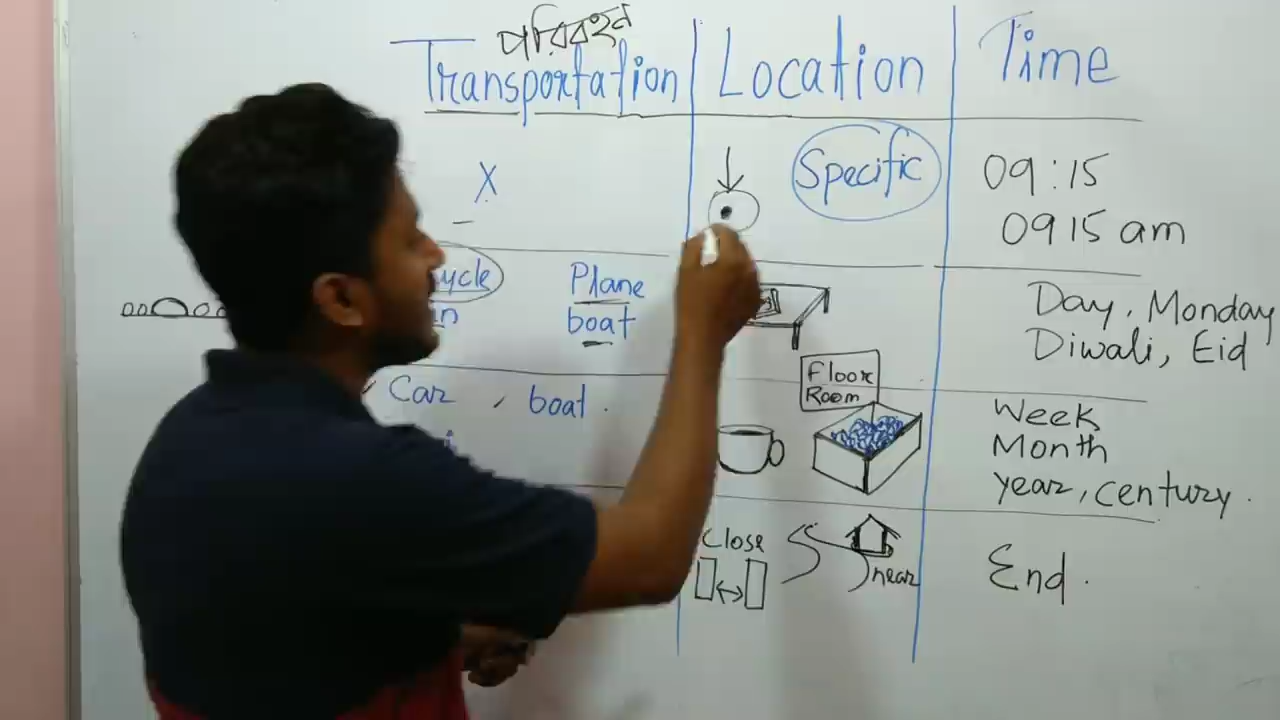 পরিবহন
Transportation Location Time
X Specific 09:15
0915 am
ycle Plane Day, Monday
boat Diwali, Eid
Floor
Room
Car , boat . Week
Month
Year, century .
Close near End .